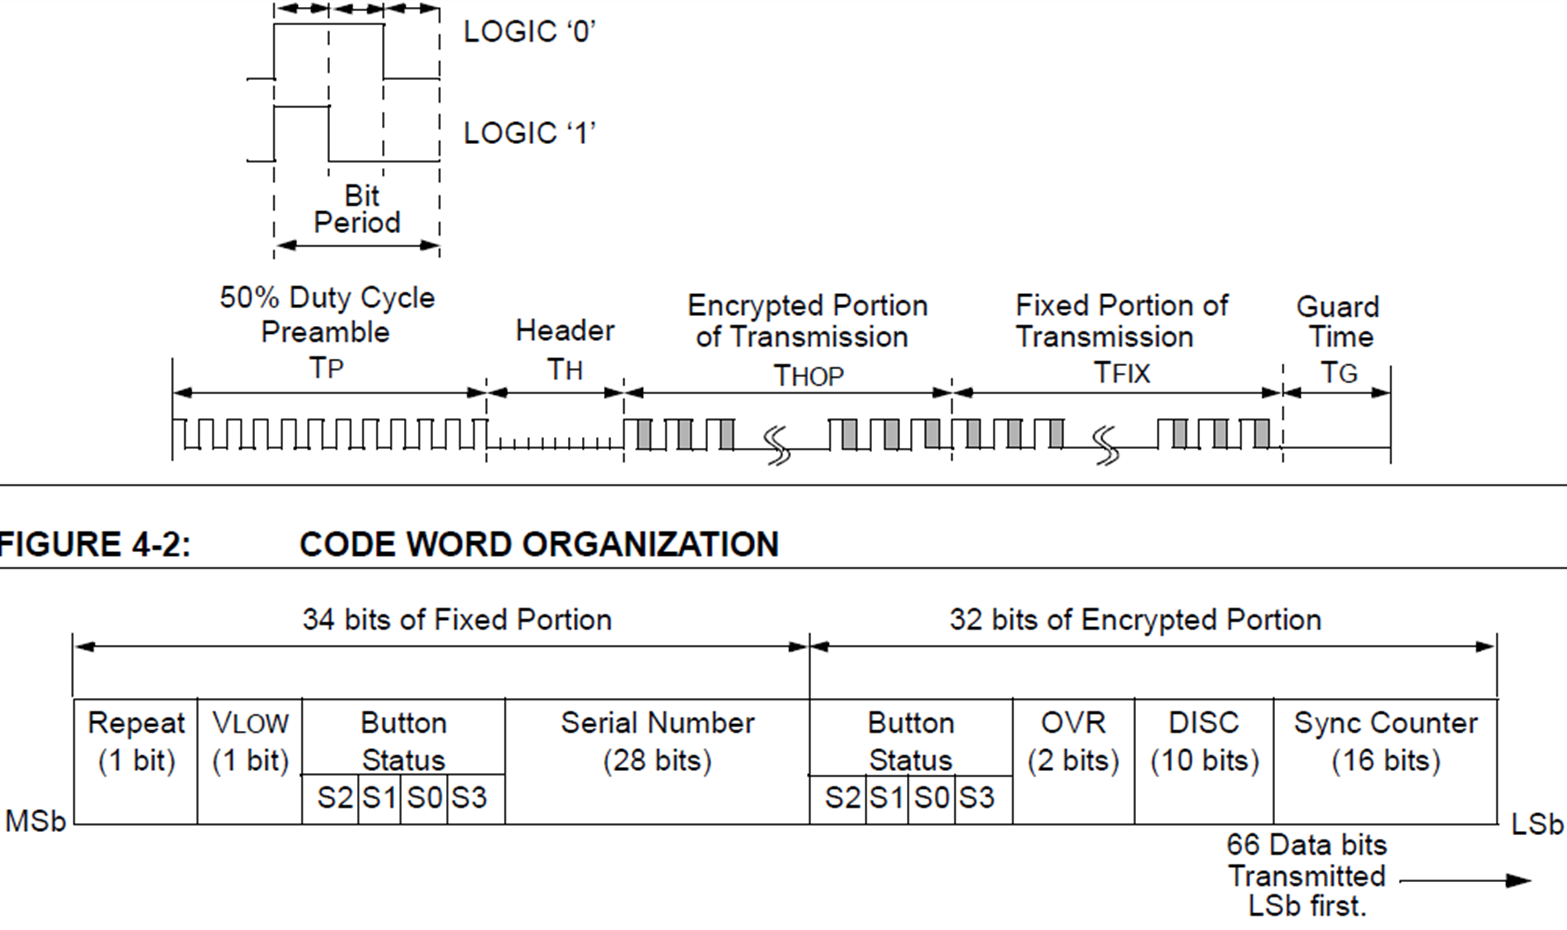 LOGIC ‘0’
LOGIC ‘1’
Bit
Period
50% Duty Cycle
Preamble
TP
Header
TH
Encrypted Portion
of Transmission
THOP
Fixed Portion of
Transmission
TFIX
Guard
Time
TG
FIGURE 4-2: CODE WORD ORGANIZATION
34 bits of Fixed Portion
32 bits of Encrypted Portion
Repeat
(1 bit)
VLOW
(1 bit)
Button
Status
S2 S1 S0 S3
Serial Number
(28 bits)
Button
Status
S2 S1 S0 S3
OVR
(2 bits)
DISC
(10 bits)
Sync Counter
(16 bits)
MSb
LSb
66 Data bits
Transmitted
LSb first.